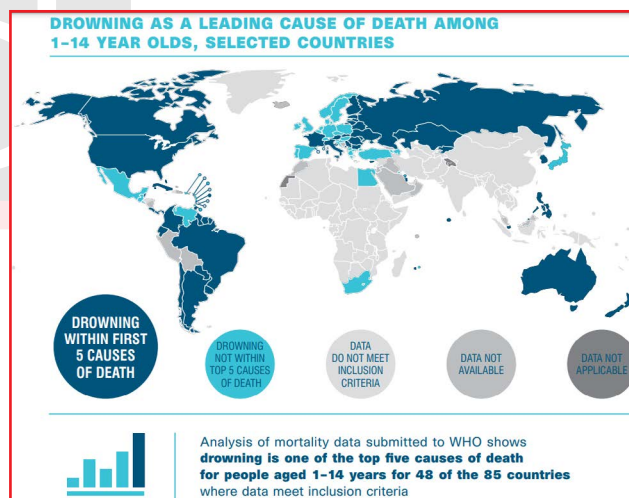 DROWNING AS A LEADING CAUSE OF DEATH AMONG
1–14 YEAR OLDS, SELECTED COUNTRIES
DROWNING
WITHIN FIRST
5 CAUSES
OF DEATH
DROWNING
NOT WITHIN
TOP 5 CAUSES
OF DEATH
DATA
DO NOT MEET
INCLUSION
CRITERIA
DATA NOT
AVAILABLE
DATA NOT
APPLICABLE
Analysis of mortality data submitted to WHO shows
drowning is one of the top five causes of death
for people aged 1–14 years for 48 of the 85 countries
where data meet inclusion criteria